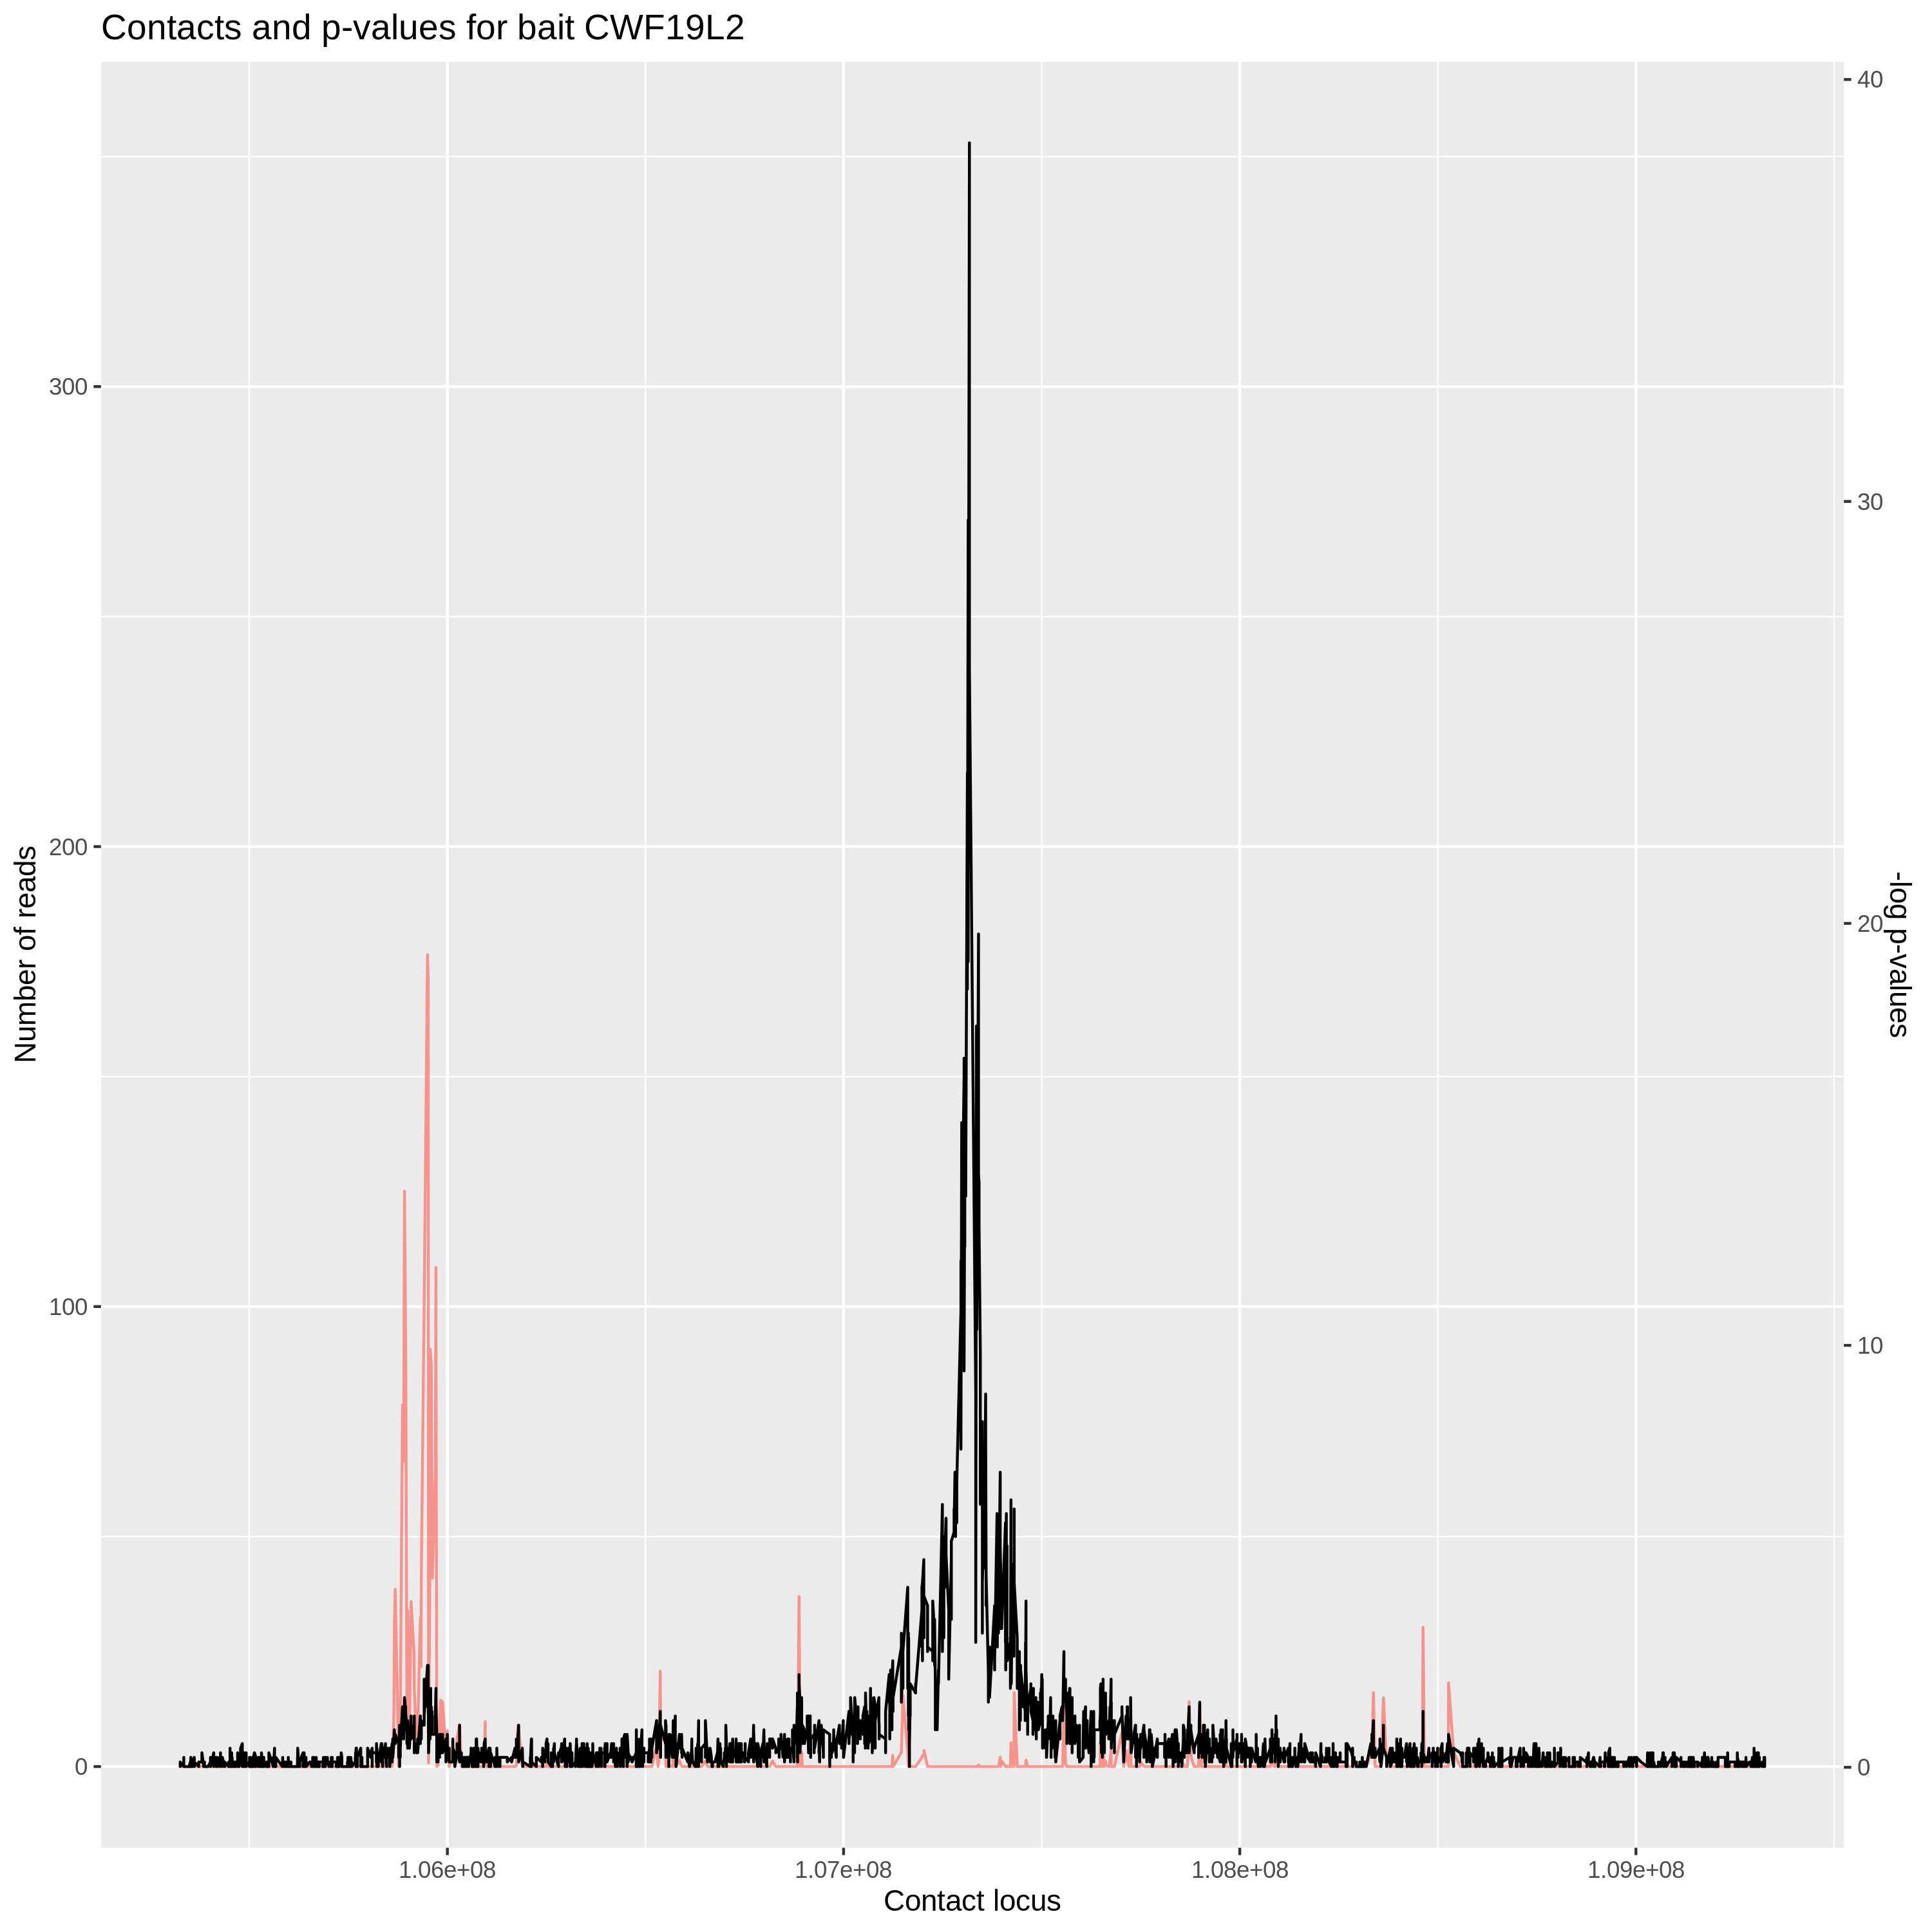 Contacts and p-values for bait CWF19L2
40
300
30
200
20
100
10
0
0
Number of reads
-log p-values
1.06e+08 1.07e+08 1.08e+08 1.09e+08
Contact locus